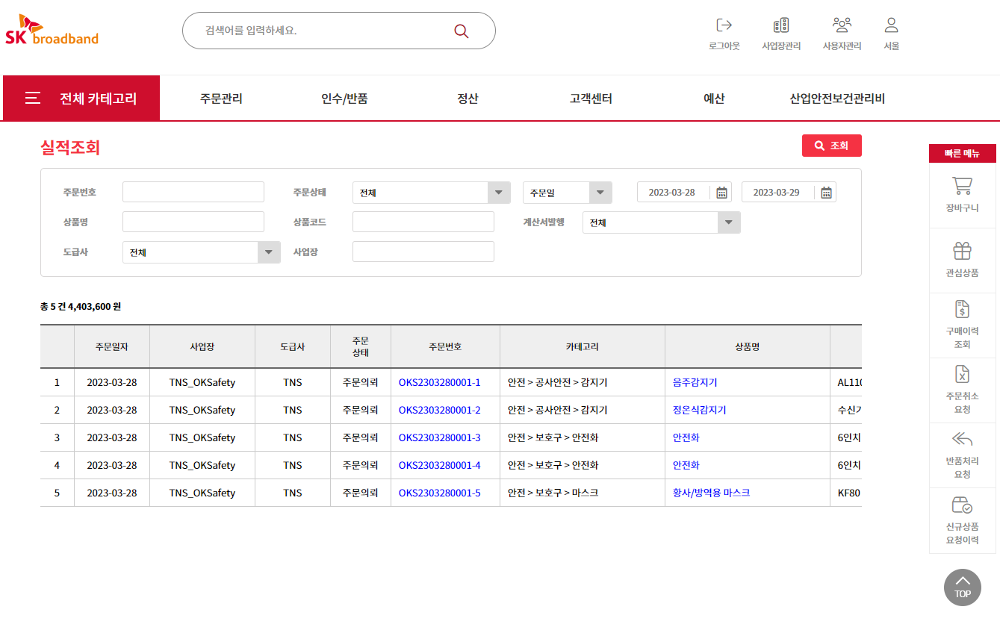 SK broadband
검색어를 입력하세요.
로그아웃 사업장관리 사용자관리 서울
전체 카테고리 주문관리 인수/반품 정산 고객센터 예산 산업안전보건관리비
실적조회 조회
주문번호 주문상태 전체 주문일 2023-03-28 2023-03-29
상품명 상품코드 계산서발행 전체
도급사 전체 사업장
총 5 건 4,403,600 원
주문일자 사업장 도급사 주문 상태 주문번호 카테고리 상품명
1 2023-03-28 TNS_OKSafety TNS 주문의뢰 OKS2303280001-1 안전 > 공사안전 > 감지기 음주감지기 AL110
2 2023-03-28 TNS_OKSafety TNS 주문의뢰 OKS2303280001-2 안전 > 공사안전 > 감지기 정온식감지기 수신기
3 2023-03-28 TNS_OKSafety TNS 주문의뢰 OKS2303280001-3 안전 > 보호구 > 안전화 안전화 6인치
4 2023-03-28 TNS_OKSafety TNS 주문의뢰 OKS2303280001-4 안전 > 보호구 > 안전화 안전화 6인치
5 2023-03-28 TNS_OKSafety TNS 주문의뢰 OKS2303280001-5 안전 > 보호구 > 마스크 황사/방역용 마스크 KF80
빠른 메뉴
장바구니
관심상품
구매이력
조회
주문취소
요청
반품처리
요청
신규상품
요청이력
TOP